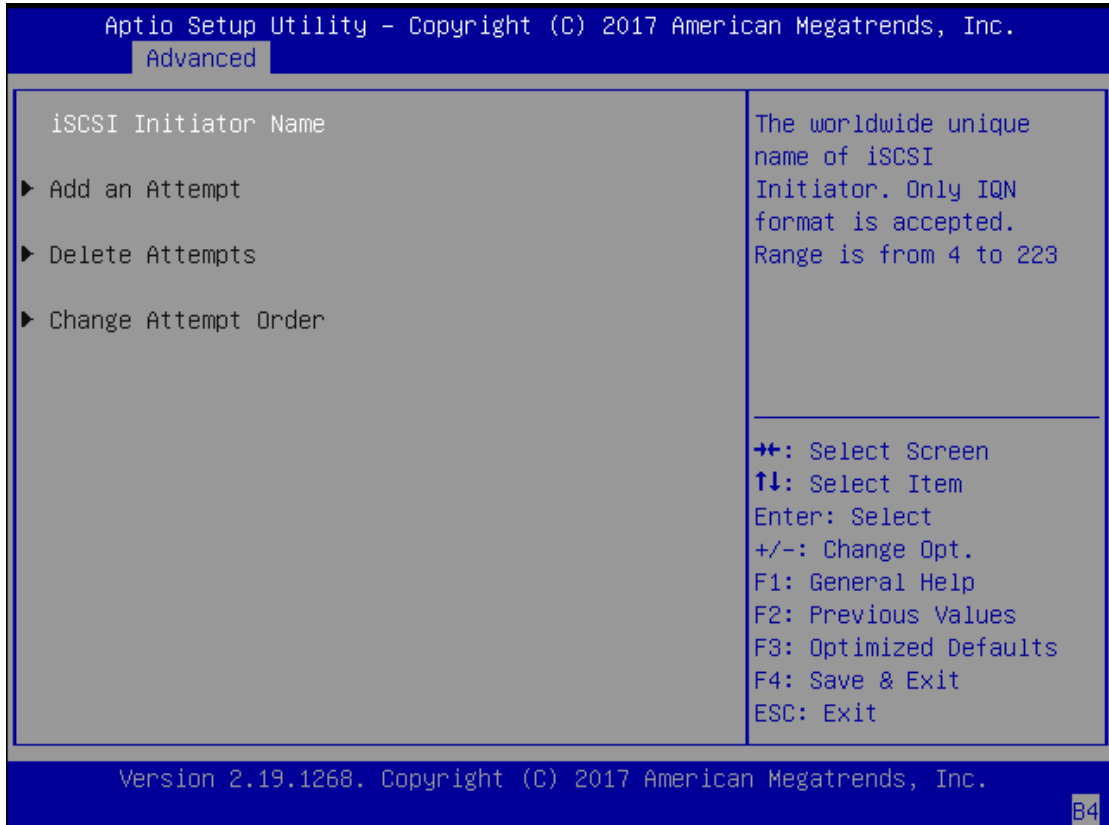 Aptio Setup Utility – Copyright (C) 2017 American Megatrends, Inc.
Advanced
iSCSI Initiator Name
▶ Add an Attempt
▶ Delete Attempts
▶ Change Attempt Order
The worldwide unique
name of iSCSI
Initiator. Only IQN
format is accepted.
Range is from 4 to 223
→←: Select Screen
↑↓: Select Item
Enter: Select
+/-: Change Opt.
F1: General Help
F2: Previous Values
F3: Optimized Defaults
F4: Save & Exit
ESC: Exit
Version 2.19.1268. Copyright (C) 2017 American Megatrends, Inc.
B4